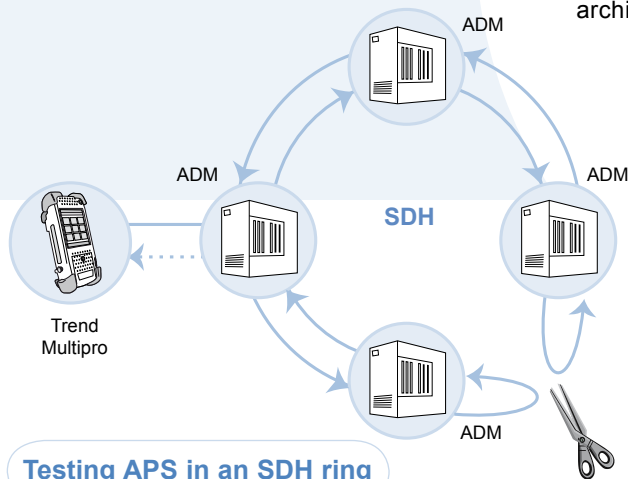 archi
ADM
ADM
ADM
SDH
Trend
Multipro
ADM
Testing APS in an SDH ring